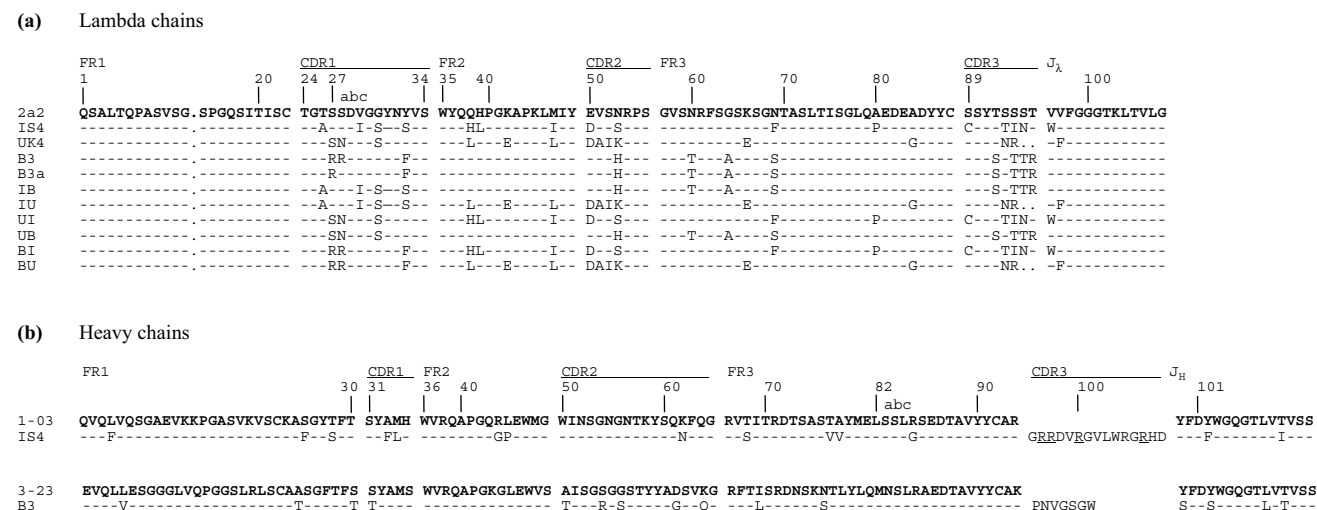 (a) Lambda chains
FR1 CDR1 FR2 CDR2 FR3 CDR3 Jλ
1 20 24 27 34 35 40 50 60 70 80 89 100
abc
2a2 QSALTQPASVSG.SPGQSITISC TGTSSDVGGYNYVS WYQQHPGKAPKLMIY EVSNRPS GVSNRFSGSKSGNTASLTISGLQAEDEADYYC SSYTSSST VVFGGGTKLTVLG
IS4 ------------.---------- --A---I-S--S-- ---HL-------I-- D--S--- ------------F----------P-------- C---TIN- W------------
UK4 ------------.---------- ---SN---S----- ---L---E----L-- DAIK--- ---------E-----------------G---- ----NR.. -F-----------
B3 ------------.---------- ---RR------F-- --------------- ---H--- ---T---A----S------------------- ---S-TTR -------------
B3a ------------.---------- ---R-------F-- --------------- ---H--- ---T---A----S------------------- ---S-TTR -------------
IB ------------.---------- --A---I-S--S-- --------------- ---H--- ---T---A----S------------------- ---S-TTR -------------
IU ------------.---------- --A---I-S--S-- ---L---E----L-- DAIK--- ---------E-----------------G---- ----NR.. -F-----------
UI ------------.---------- ---SN---S----- ---HL-------I-- D--S--- ------------F----------P-------- C---TIN- W------------
UB ------------.---------- ---SN---S----- --------------- ---H--- ---T---A----S------------------- ---S-TTR -------------
BI ------------.---------- ---RR------F-- ---HL-------I-- D--S--- ------------F----------P-------- C---TIN- W------------
BU ------------.---------- ---RR------F-- ---L---E----L-- DAIK--- ---------E-----------------G---- ----NR.. -F-----------
(b) Heavy chains
FR1 CDR1 FR2 CDR2 FR3 CDR3 JH
30 31 36 40 50 60 70 82 90 100 101
abc
1-03 QVQLVQSGAEVKKPGASVKVSCKASGYTFT SYAMH WVRQAPGQRLEWMG WINSGNGNTKYSQKFQG RVTITRDTSASTAYMELSSLRSEDTAVYYCAR YFDYWGQGTLVTVSS
IS4 ---F--------------------F--S-- --FL- --------GP---- -------------N--- --S--------VV-------G----------- GRRDVRGVLWRGRHD ---F--------I--
3-23 EVQLLESGGGLVQPGGSLRLSCAASGFTFS SYAMS WVRQAPGKGLEWVS AISGSGGSTYYADSVKG RFTISRDNSKNTLYLQMNSLRAEDTAVYYCAK YFDYWGQGTLVTVSS
B3 ----V------------------T-----T T---- -------------- T---R-S-----G--Q- ---L------S--------------------- PNVGSGW S--S------L-T--